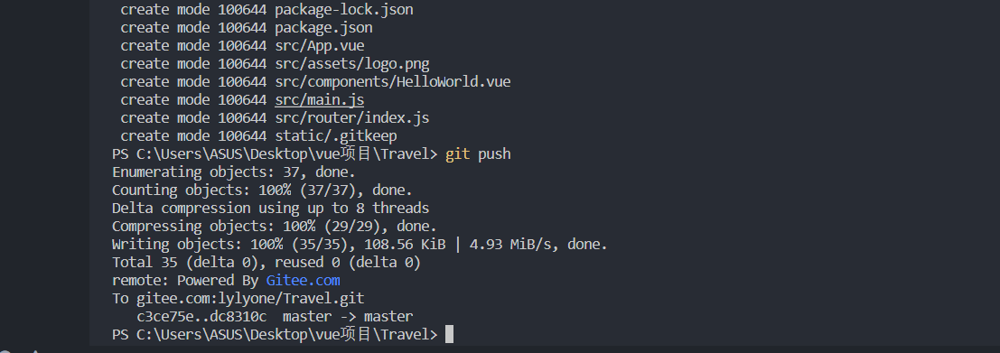 create mode 100644 package-lock.json
create mode 100644 package.json
create mode 100644 src/App.vue
create mode 100644 src/assets/logo.png
create mode 100644 src/components/HelloWorld.vue
create mode 100644 src/main.js
create mode 100644 src/router/index.js
create mode 100644 static/.gitkeep
PS C:\Users\ASUS\Desktop\vue项目\Travel> git push
Enumerating objects: 37, done.
Counting objects: 100% (37/37), done.
Delta compression using up to 8 threads
Compressing objects: 100% (29/29), done.
Writing objects: 100% (35/35), 108.56 KiB | 4.93 MiB/s, done.
Total 35 (delta 0), reused 0 (delta 0)
remote: Powered By Gitee.com
To gitee.com:lylyone/Travel.git
c3ce75e..dc8310c  master -> master
PS C:\Users\ASUS\Desktop\vue项目\Travel>